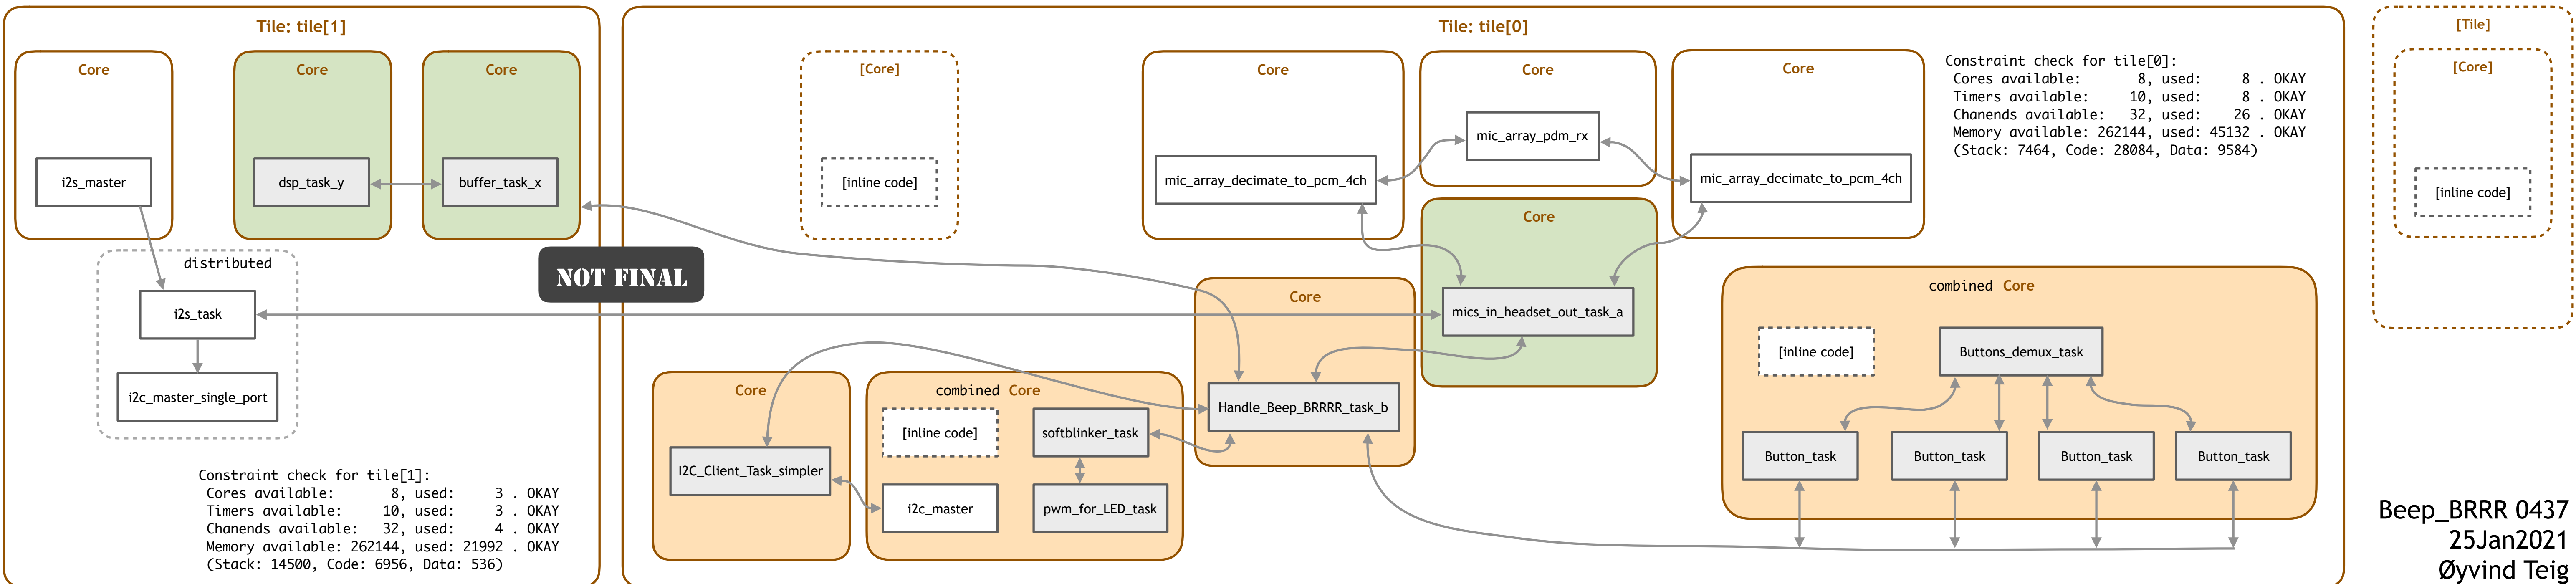 Tile: tile[1]
Core
i2s_master
Core
dsp_task_y
Core
buffer_task_x
distributed
i2s_task
i2c_master_single_port
Constraint check for tile[1]:
Cores available: 8, used: 3 . OKAY
Timers available: 10, used: 3 . OKAY
Chanends available: 32, used: 4 . OKAY
Memory available: 262144, used: 21992 . OKAY
(Stack: 14500, Code: 6956, Data: 536)
NOT FINAL
Tile: tile[0]
[Core]
[inline code]
Core
mic_array_decimate_to_pcm_4ch
Core
mic_array_pdm_rx
Core
mic_array_decimate_to_pcm_4ch
Constraint check for tile[0]:
Cores available: 8, used: 8 . OKAY
Timers available: 10, used: 8 . OKAY
Chanends available: 32, used: 26 . OKAY
Memory available: 262144, used: 45132 . OKAY
(Stack: 7464, Code: 28084, Data: 9584)
Core
mics_in_headset_out_task_a
Core
Handle_Beep_BRRRR_task_b
Core
I2C_Client_Task_simpler
combined Core
[inline code]
softblinker_task
i2c_master
pwm_for_LED_task
combined Core
[inline code]
Buttons_demux_task
Button_task
Button_task
Button_task
Button_task
[Tile]
[Core]
[inline code]
Beep_BRRR 0437
25Jan2021
Øyvind Teig